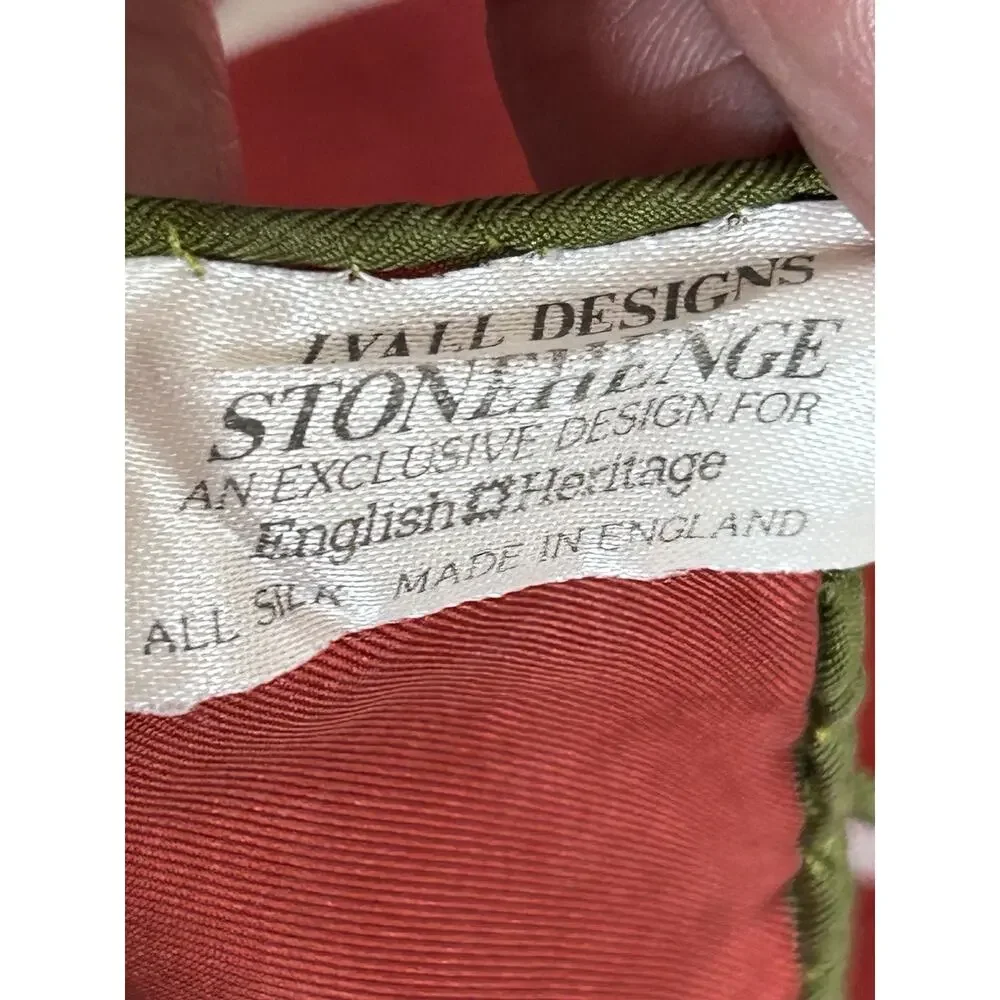 LYALL DESIGNS
STONEHENGE
AN EXCLUSIVE DESIGN FOR
English Heritage
ALL SILK MADE IN ENGLAND